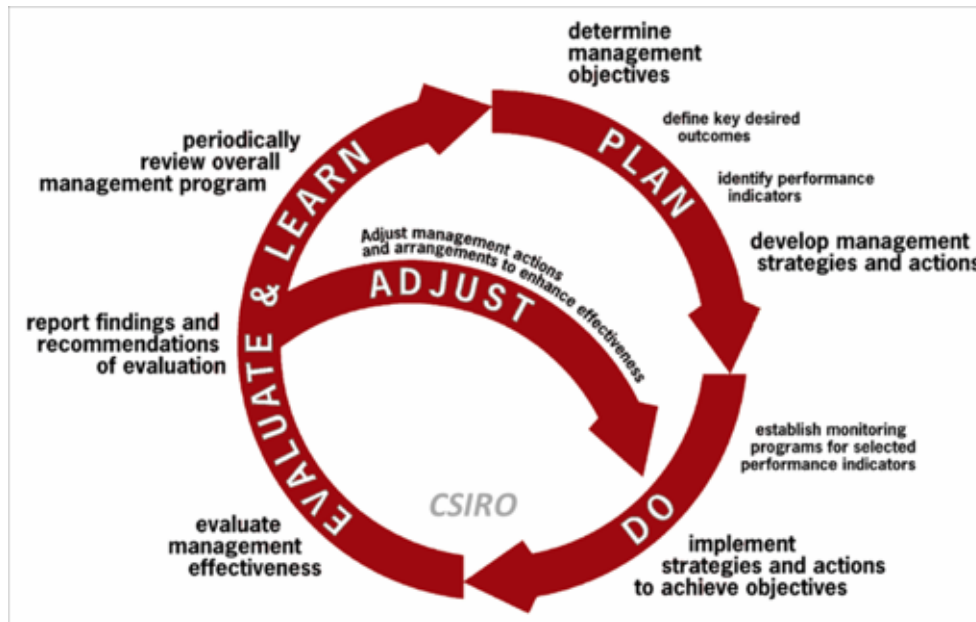 determine
management
objectives
PLAN
define key desired
outcomes
identify performance
indicators
develop management
strategies and actions
establish monitoring
programs for selected
performance indicators
DO
implement
strategies and actions
to achieve objectives
evaluate
management
effectiveness
EVALUATE & LEARN
report findings and
recommendations
of evaluation
periodically
review overall
management program
Adjust management actions
and arrangements to enhance effectiveness
ADJUST
CSIRO